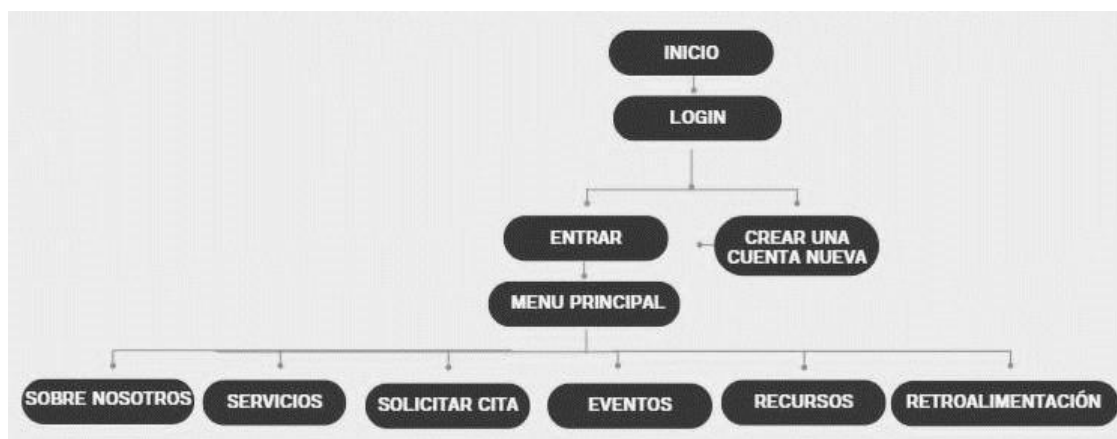 INICIO
LOGIN
ENTRAR
CREAR UNA
CUENTA NUEVA
MENU PRINCIPAL
SOBRE NOSOTROS
SERVICIOS
SOLICITAR CITA
EVENTOS
RECURSOS
RETROALIMENTACIÓN